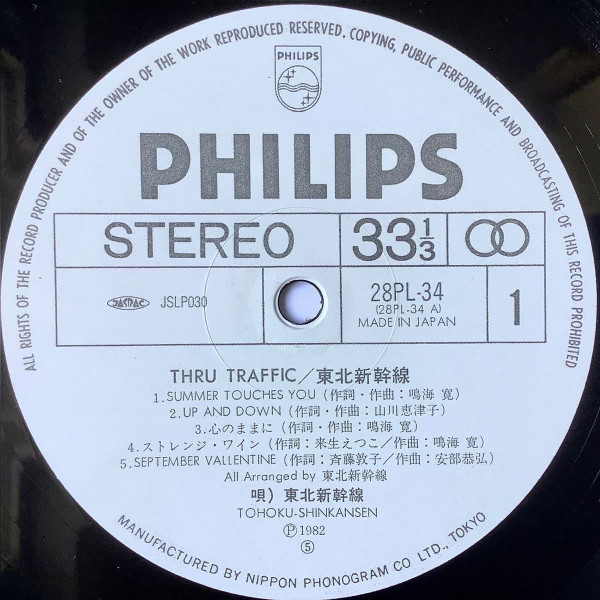 ALL RIGHTS OF THE RECORD PRODUCER AND OF THE OWNER OF THE WORK REPRODUCED RESERVED. COPYING, PUBLIC PERFORMANCE AND BROADCASTING OF THIS RECORD PROHIBITED
PHILIPS
PHILIPS
STEREO 33 1/3
JASRAC JSLP030 28PL-34 1
(28PL-34 A)
MADE IN JAPAN
THRU TRAFFIC/東北新幹線
1.SUMMER TOUCHES YOU (作詞・作曲:鳴海 寛)
2.UP AND DOWN (作詞・作曲:山川恵津子)
3.心のままに (作詞・作曲:鳴海 寛)
4.ストレンジ・ワイン (作詞:来生えつこ/作曲:鳴海 寛)
5.SEPTEMBER VALLENTINE (作詞:斉藤敦子/作曲:安部恭弘)
All Arranged by 東北新幹線
唄) 東北新幹線
TOHOKU-SHINKANSEN
Ⓟ1982
⑤
MANUFACTURED BY NIPPON PHONOGRAM CO LTD., TOKYO